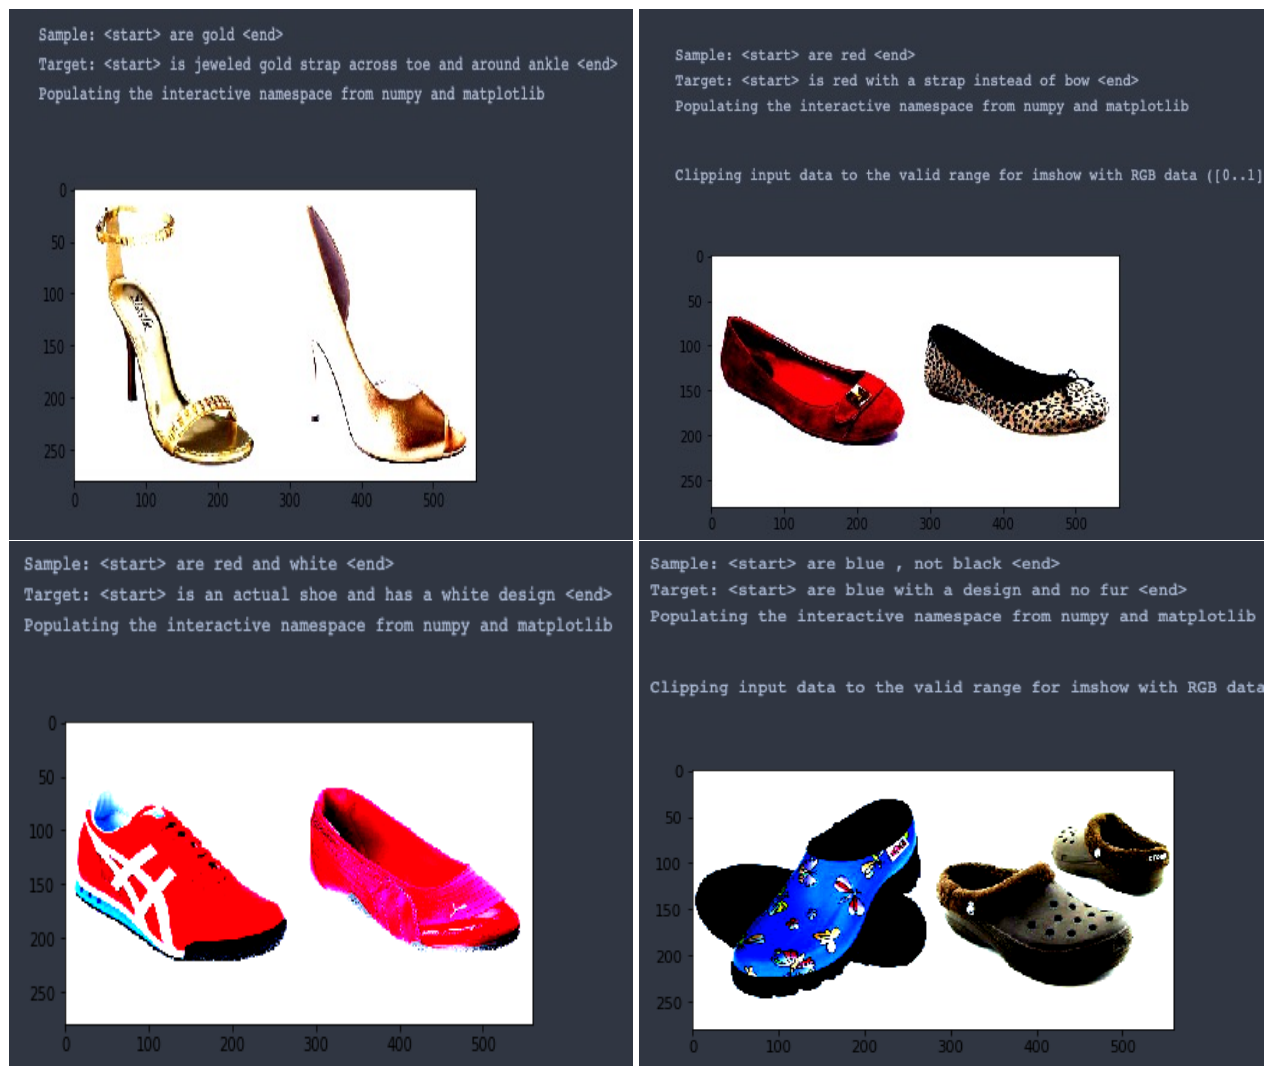 Sample: <start> are gold <end>
Target: <start> is jeweled gold strap across toe and around ankle <end>
Populating the interactive namespace from numpy and matplotlib
0
50
100
150
200
250
0 100 200 300 400 500
Sample: <start> are red <end>
Target: <start> is red with a strap instead of bow <end>
Populating the interactive namespace from numpy and matplotlib
Clipping input data to the valid range for imshow with RGB data ([0..1]
0
50
100
150
200
250
0 100 200 300 400 500
Sample: <start> are red and white <end>
Target: <start> is an actual shoe and has a white design <end>
Populating the interactive namespace from numpy and matplotlib
0
50
100
150
200
250
0 100 200 300 400 500
Sample: <start> are blue , not black <end>
Target: <start> are blue with a design and no fur <end>
Populating the interactive namespace from numpy and matplotlib
Clipping input data to the valid range for imshow with RGB data
0
50
100
150
200
250
0 100 200 300 400 500